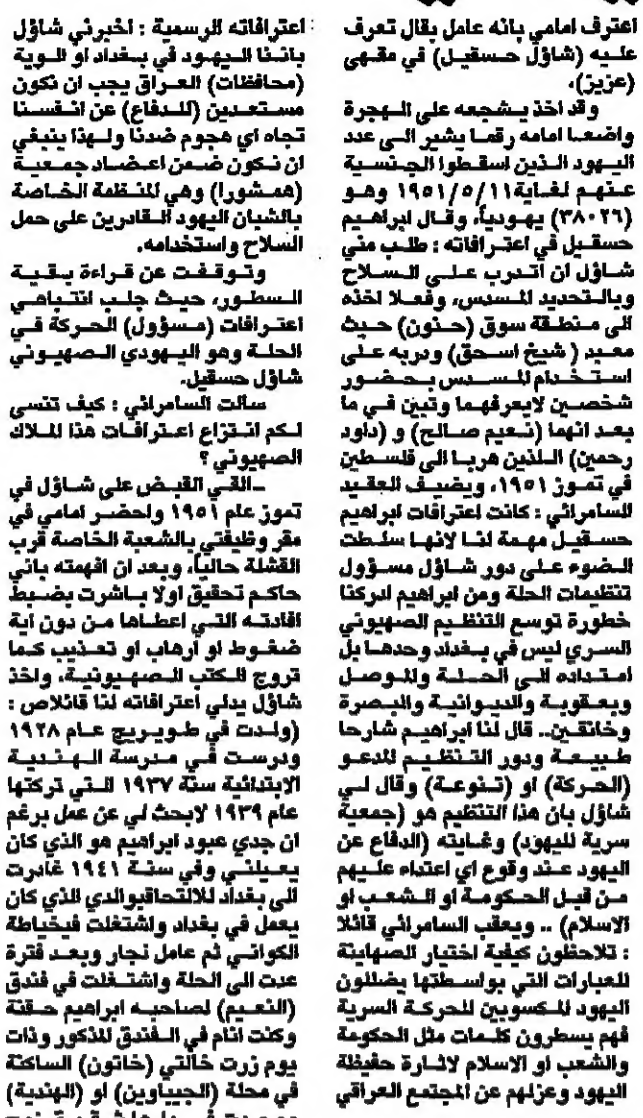 اعترف امامي بانه عامل بقال تعرف
عليه (شاؤل حسقيل) في مقهى
(عزيز)،
وقد اخذ يشجعه على الهجرة
واضعا امامه رقما يشير الى عدد
اليهود الذين اسقطوا الجنسية
عنهم لغاية١٩٥١/٥/١١ وهو
(٣٨٠٢٦) يهودياً، وقال ابراهيم
حسقيل في اعترافاته : طلب مني
شاؤل ان اتدرب على السلاح
وبالتحديد المسدس، وفعلا اخذه
الى منطقة سوق (حنون) حيث
معبد ( شيخ اسحق) ودربه على
استخدام المسدس بحضور
شخصين لايعرفهما وتبين في ما
بعد انهما (نعيم صالح) و (داود
رحمين) اللذين هربا الى فلسطين
في تموز ١٩٥١، ويضيف العقيد
السامرائي : كانت اعترافات ابراهيم
حسقيل مهمة لنا لانها سلطت
الضوء على دور شاؤل مسؤول
تنظيمات الحلة ومن ابراهيم ادركنا
خطورة توسع التنظيم الصهيوني
السري ليس في بغداد وحدها بل
امتداده الى الحلة والموصل
وبعقوبة والديوانية والبصرة
وخانقين.. قال لنا ابراهيم شارحا
طبيعة ودور التنظيم المدعو
(الحركة) او (تنوعة) وقال لي
شاؤل بان هذا التنظيم هو (جمعية
سرية لليهود) وغايته (الدفاع عن
اليهود عند وقوع اي اعتداء عليهم
من قبل الحكومة او الشعب او
الاسلام) .. ويعقب السامرائي قائلا
: تلاحظون كيفية اختيار الصهاينة
للعبارات التي بواسطتها يضللون
اليهود للكسوبين للحركة السرية
فهم يسطرون كلمات مثل الحكومة
والشعب او الاسلام لاثارة حفيظة
اليهود وعزلهم عن المجتمع العراقي
اعترافاته الرسمية : اخبرني شاؤل
باننا اليهود في بغداد او الوية
(محافظات) العراق يجب ان نكون
مستعدين (للدفاع) عن انفسنا
تجاه اي هجوم ضدنا ولهذا ينبغي
ان نكون ضمن اعضاد جمعية
(همشورا) وهي المنظمة الخاصة
بالشبان اليهود القادرين على حمل
السلاح واستخدامه.
وتوقفت عن قراءة بقية
السطور، حيث جلب انتباهي
اعترافات (مسؤول) الحركة في
الحلة وهو اليهودي الصهيوني
شاؤل حسقيل.
سالت السامرائي : كيف تنسى
لكم انتزاع اعترافات هذا الملاك
الصهيوني ؟
ـ القي القبض على شاؤل في
تموز عام ١٩٥١ واحضر امامي في
مقر وظيفتي بالشعبة الخاصة قرب
القشلة حالياً، وبعد ان افهمته باني
حاكم تحقيق اولا باشرت بضبط
افادته التي اعطاها من دون اية
ضغوط او ارهاب او تعذيب كما
تروج الكتب الصهيونية، واخذ
شاؤل يدلي اعترافاته لنا قائلاص :
(ولدت في طويريج عام ١٩٢٨
ودرست في مدرسة الهندية
الابتدائية سنة ١٩٣٧ التي تركتها
عام ١٩٣٩ لابحث لي عن عمل برغم
ان جدي عبود ابراهيم هو الذي كان
يعيلني وفي سنة ١٩٤١ غادرت
الى بغداد للالتحاقبوالدي الذي كان
يعمل في بغداد واشتغلت فيخياطة
الكواني ثم عامل نجار وبعد فترة
عدت الى الحلة واشتغلت في فندق
(النعيم) لصاحبه ابراهيم حقنة
وكنت انام في الفندق المذكور وذات
يوم زرت خالتي (خاتون) الساكنة
في محلة (الجيباوين) او (الهندية)